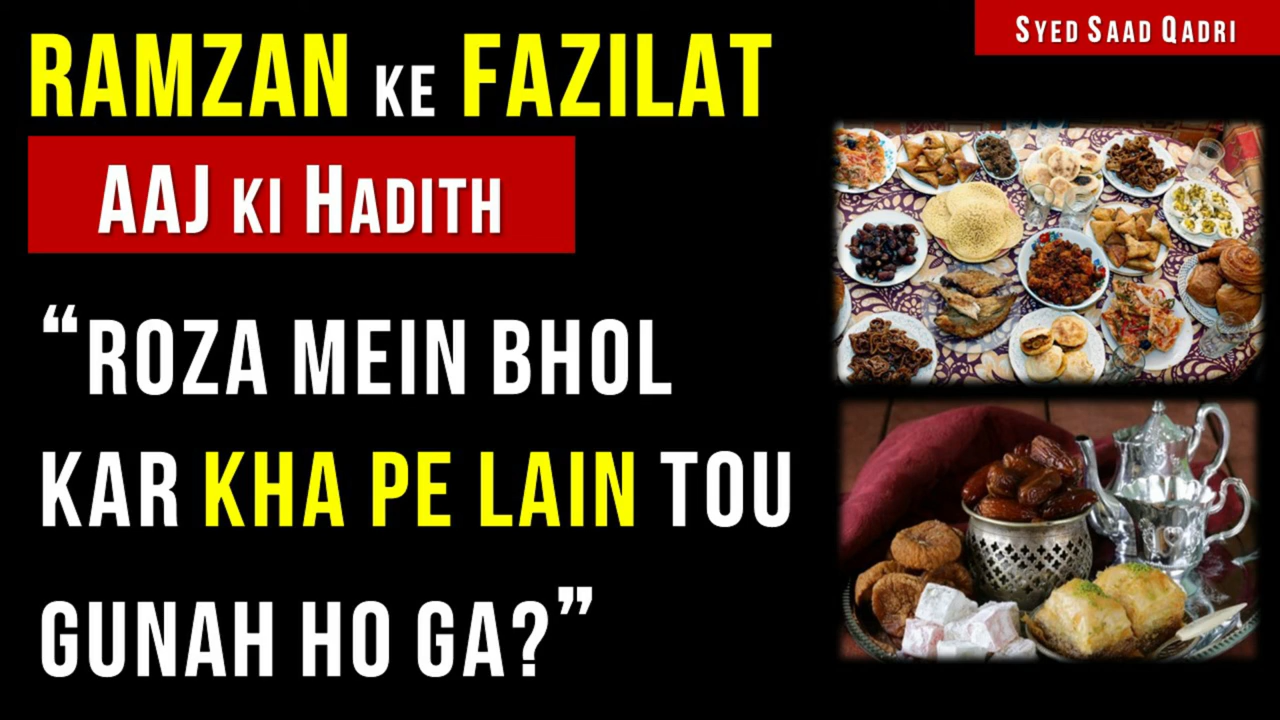 SYED SAAD QADRI
RAMZAN KE FAZILAT
AAJ KI HADITH
“ROZA MEIN BHOL
KAR KHA PE LAIN TOU
GUNAH HO GA?”